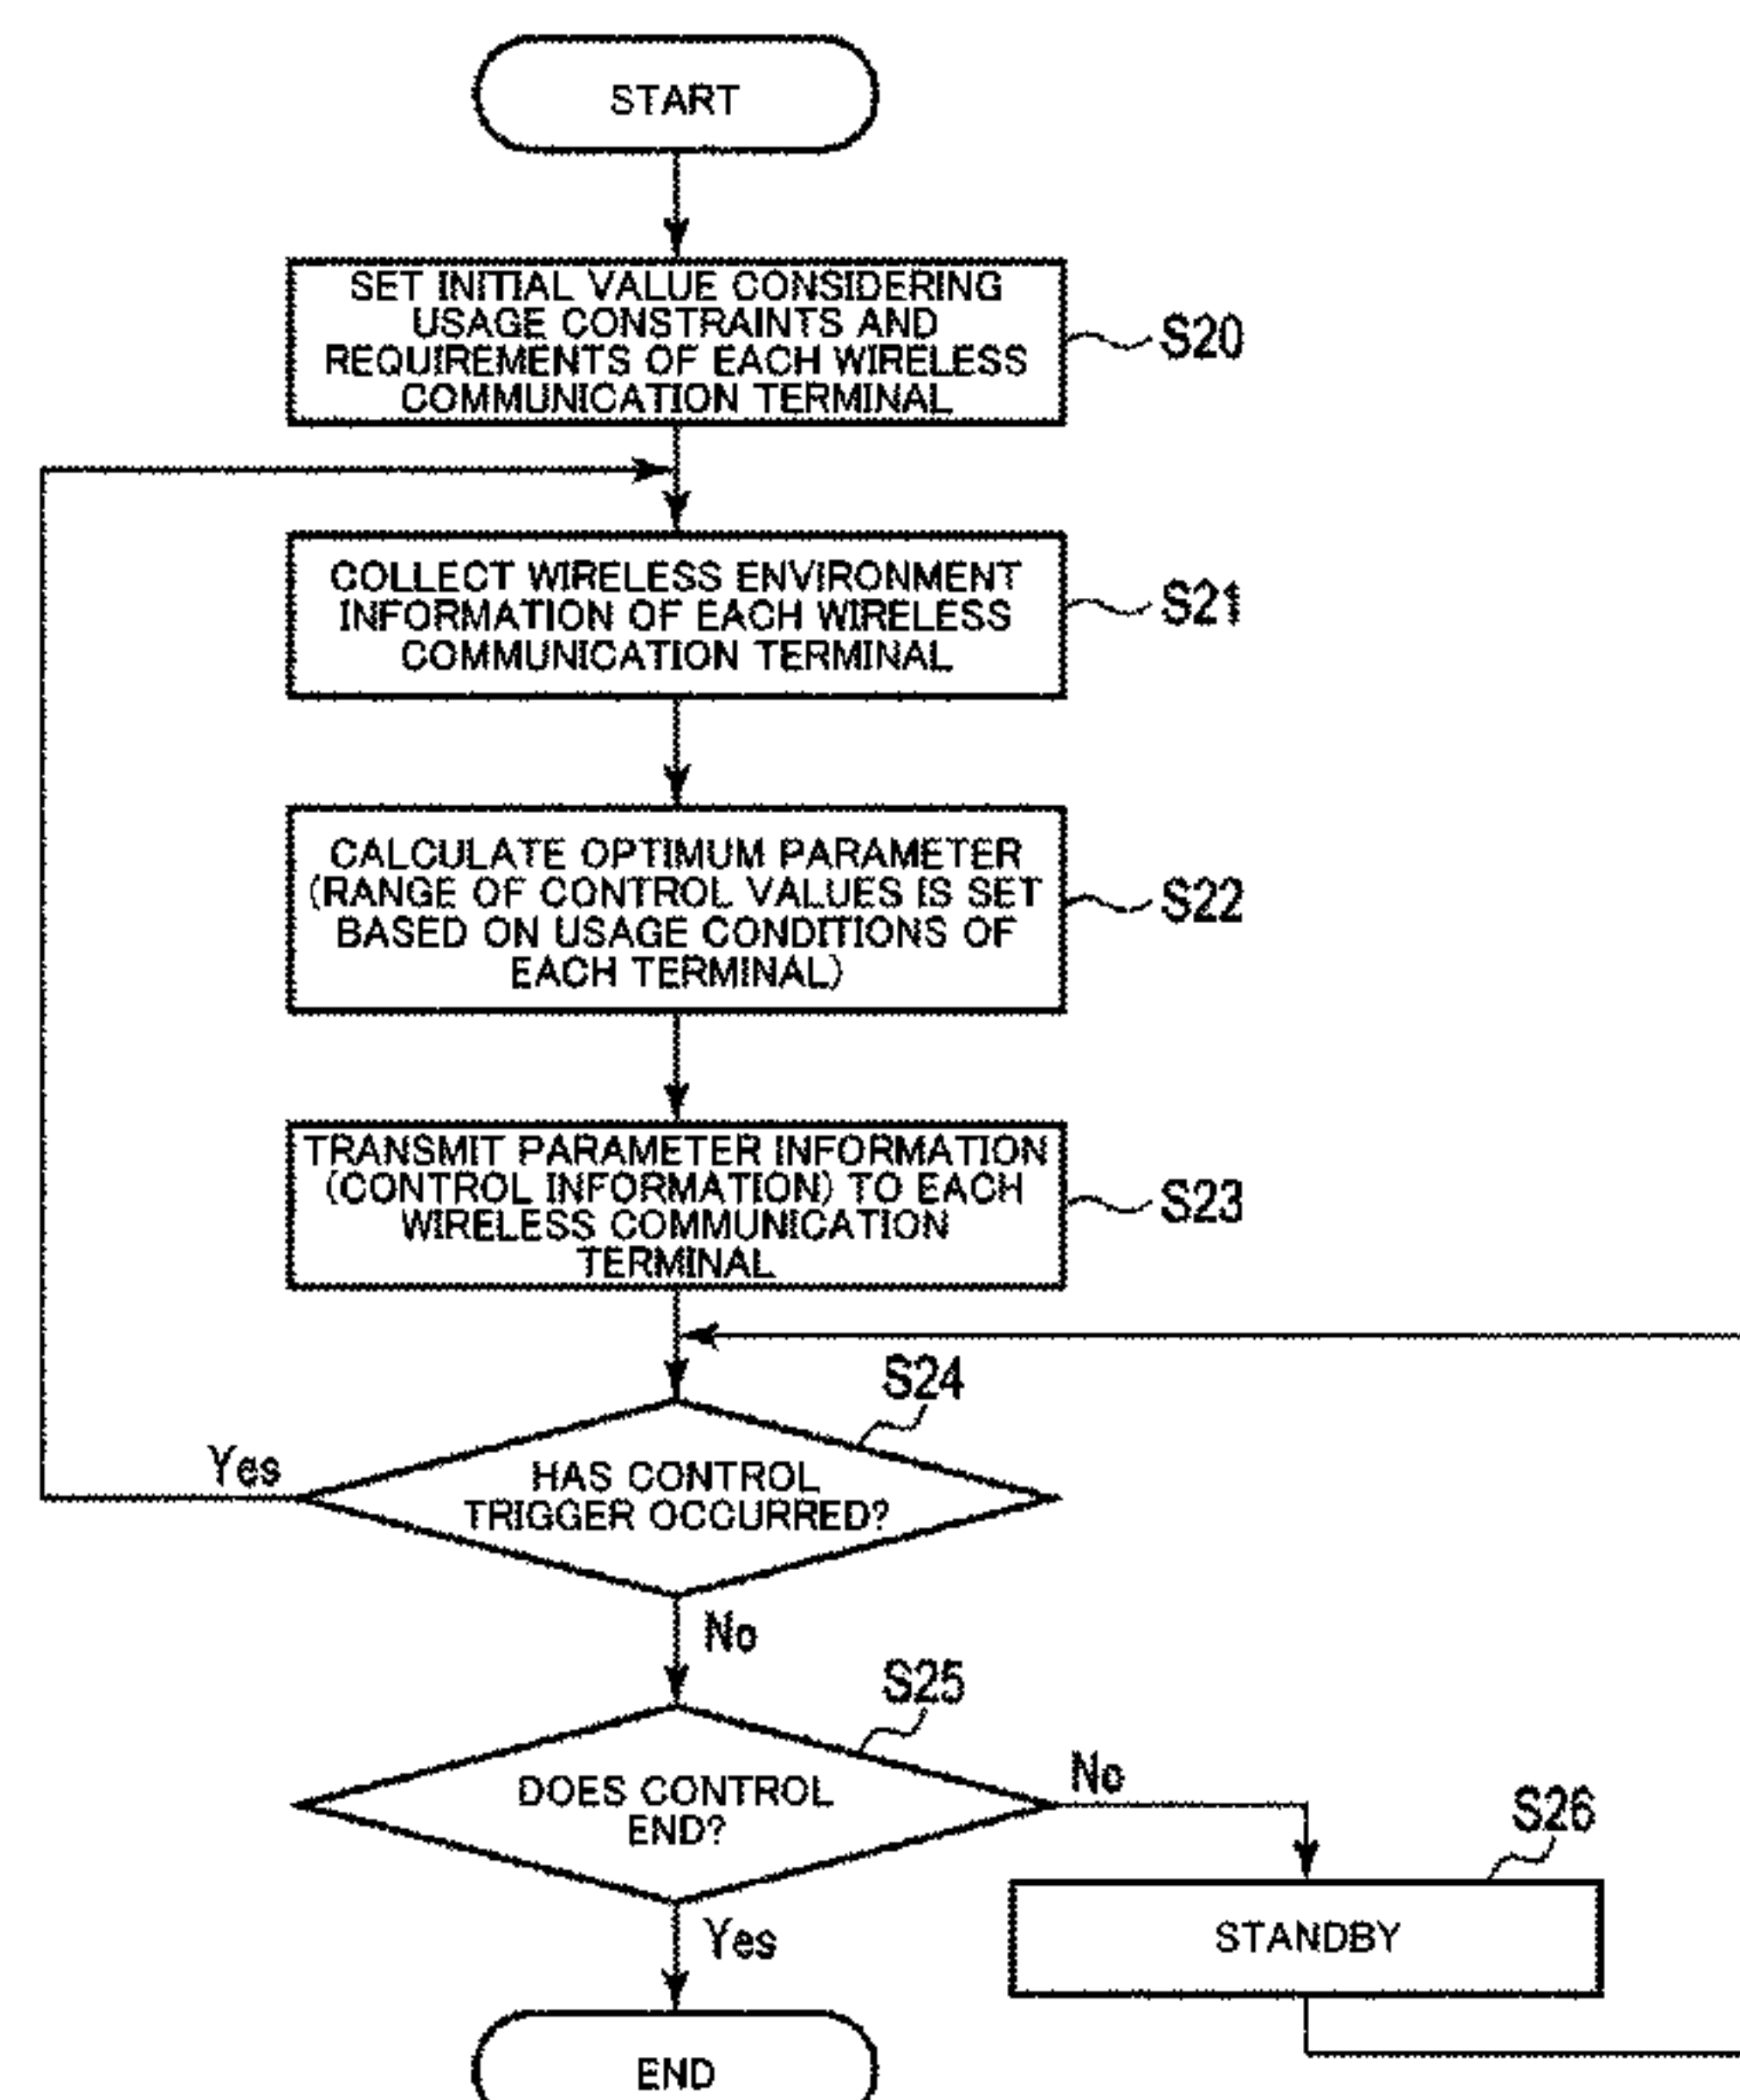 START
SET INITIAL VALUE CONSIDERING
USAGE CONSTRAINTS AND
REQUIREMENTS OF EACH WIRELESS
COMMUNICATION TERMINAL
S20
COLLECT WIRELESS ENVIRONMENT
INFORMATION OF EACH WIRELESS
COMMUNICATION TERMINAL
S21
CALCULATE OPTIMUM PARAMETER
(RANGE OF CONTROL VALUES IS SET
BASED ON USAGE CONDITIONS OF
EACH TERMINAL)
S22
TRANSMIT PARAMETER INFORMATION
(CONTROL INFORMATION) TO EACH
WIRELESS COMMUNICATION
TERMINAL
S23
S24
Yes
HAS CONTROL
TRIGGER OCCURRED?
No
S25
DOES CONTROL
END?
No
S26
STANDBY
Yes
END